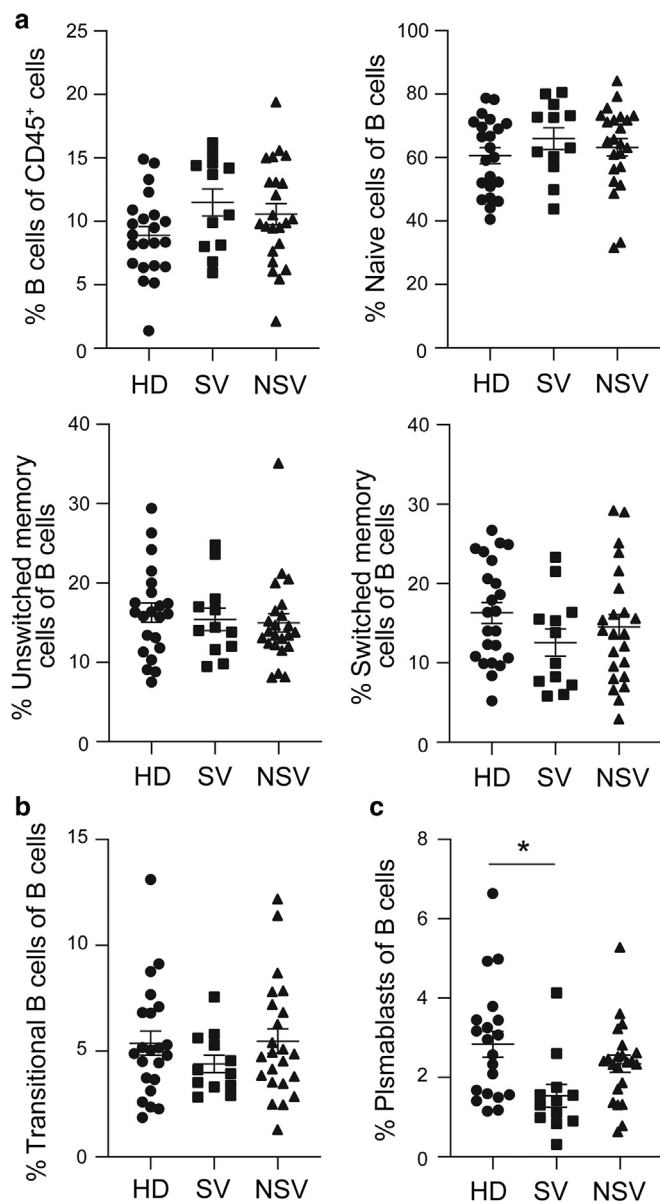 a
% B cells of CD45⁺ cells
25
20
15
10
5
0
HD SV NSV
% Naive cells of B cells
100
80
60
40
20
0
HD SV NSV
% Unswitched memory
cells of B cells
40
30
20
10
0
HD SV NSV
% Switched memory
cells of B cells
40
30
20
10
0
HD SV NSV
b
% Transitional B cells of B cells
15
10
5
0
HD SV NSV
c
% Plsmablasts of B cells
8
6
4
2
0
*
HD SV NSV